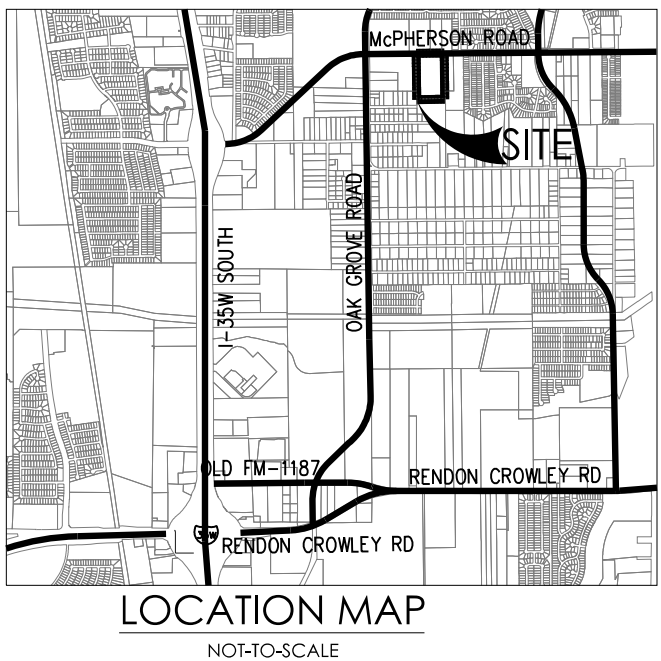 McPHERSON ROAD
SITE
OAK GROVE ROAD
I-35W SOUTH
OLD FM-1187
RENDON CROWLEY RD
35W
RENDON CROWLEY RD
LOCATION MAP
NOT-TO-SCALE